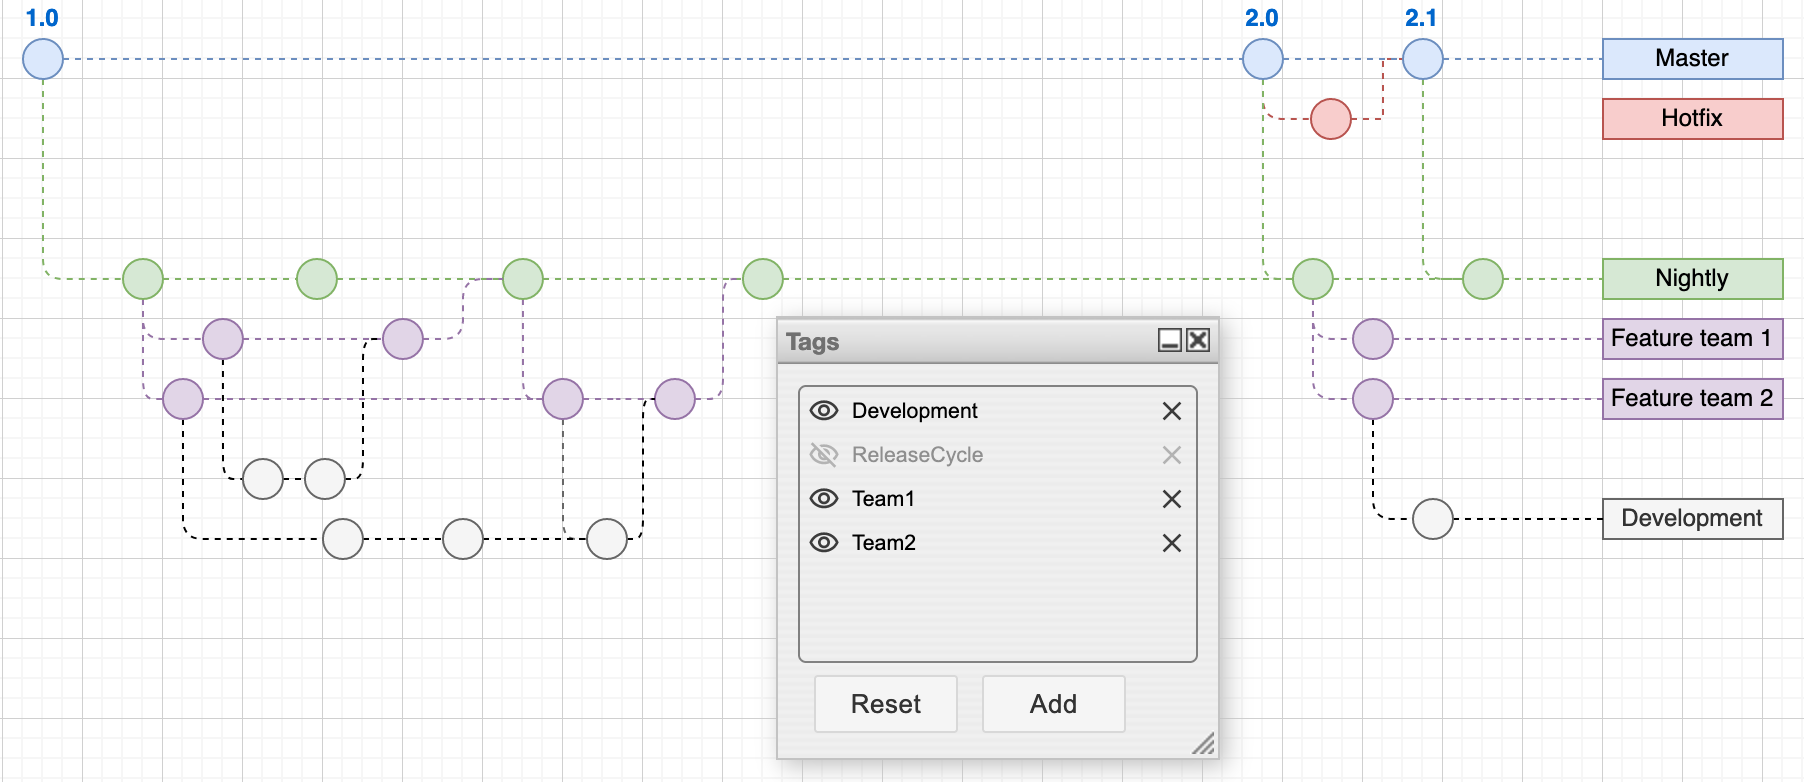 1.0
2.0
2.1
Master
Hotfix
Nightly
Feature team 1
Feature team 2
Development
Tags
Development
ReleaseCycle
Team1
Team2
Reset
Add